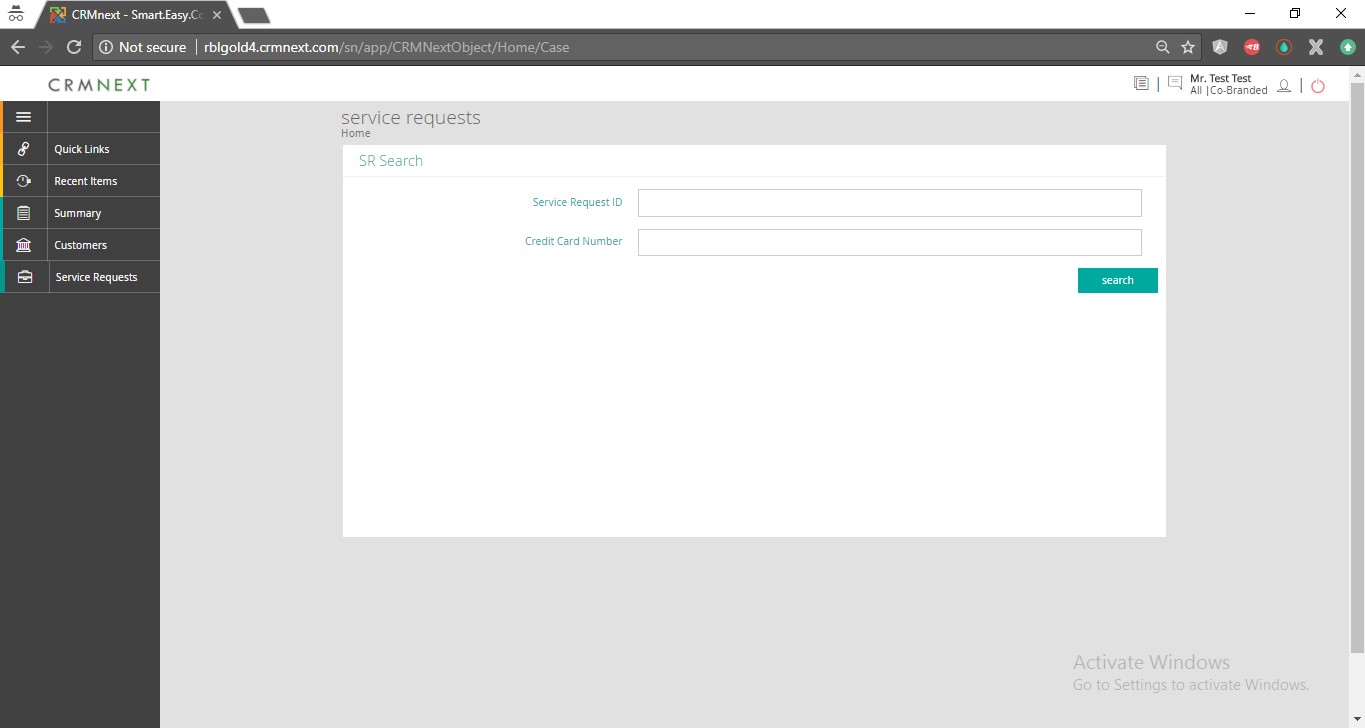 CRMnext - Smart.Easy.Co
Not secure | rblgold4.crmnext.com/sn/app/CRMNextObject/Home/Case
CRMNEXT
Mr. Test Test
All |Co-Branded
service requests
Home
Quick Links
Recent Items
Summary
Customers
Service Requests
SR Search
Service Request ID
Credit Card Number
search
Activate Windows
Go to Settings to activate Windows.